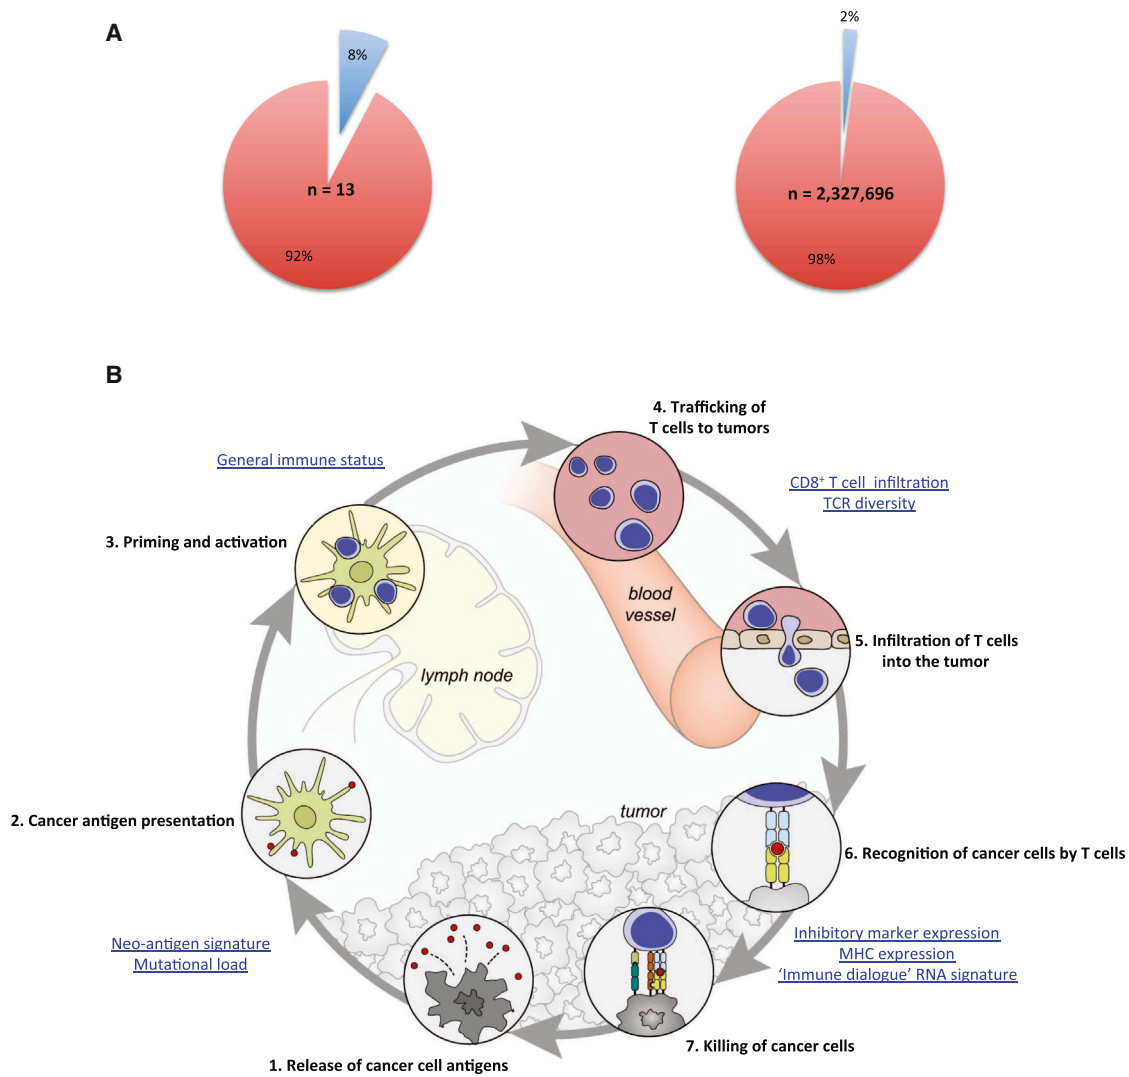 A
8%
n = 13
92%
2%
n = 2,327,696
98%
B
4. Trafficking of
T cells to tumors
General immune status
CD8⁺ T cell infiltration
TCR diversity
3. Priming and activation
blood
vessel
5. Infiltration of T cells
into the tumor
lymph node
tumor
2. Cancer antigen presentation
6. Recognition of cancer cells by T cells
Neo-antigen signature
Mutational load
Inhibitory marker expression
MHC expression
‘Immune dialogue’ RNA signature
7. Killing of cancer cells
1. Release of cancer cell antigens